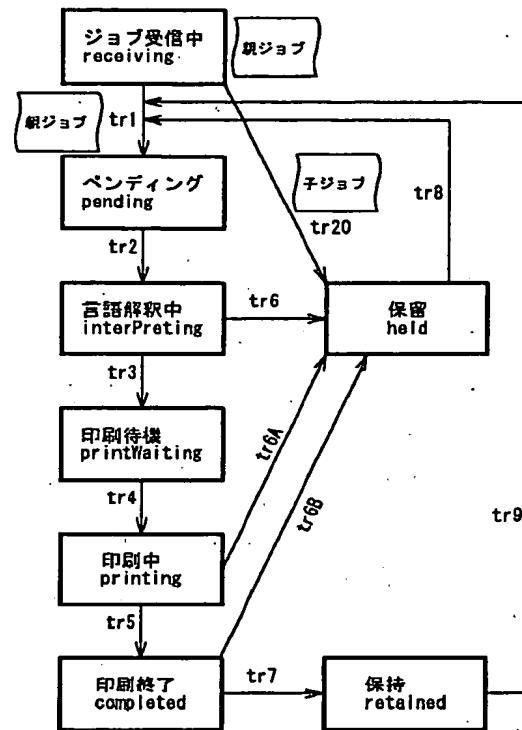 ジョブ受信中
receiving
親ジョブ
親ジョブ
tr1
ペンディング
pending
子ジョブ
tr20
tr8
tr2
言語解釈中
interPreting
tr6
保留
held
tr3
印刷待機
printWaiting
tr6A
tr6B
tr4
tr9
印刷中
printing
tr5
印刷終了
completed
tr7
保持
retained